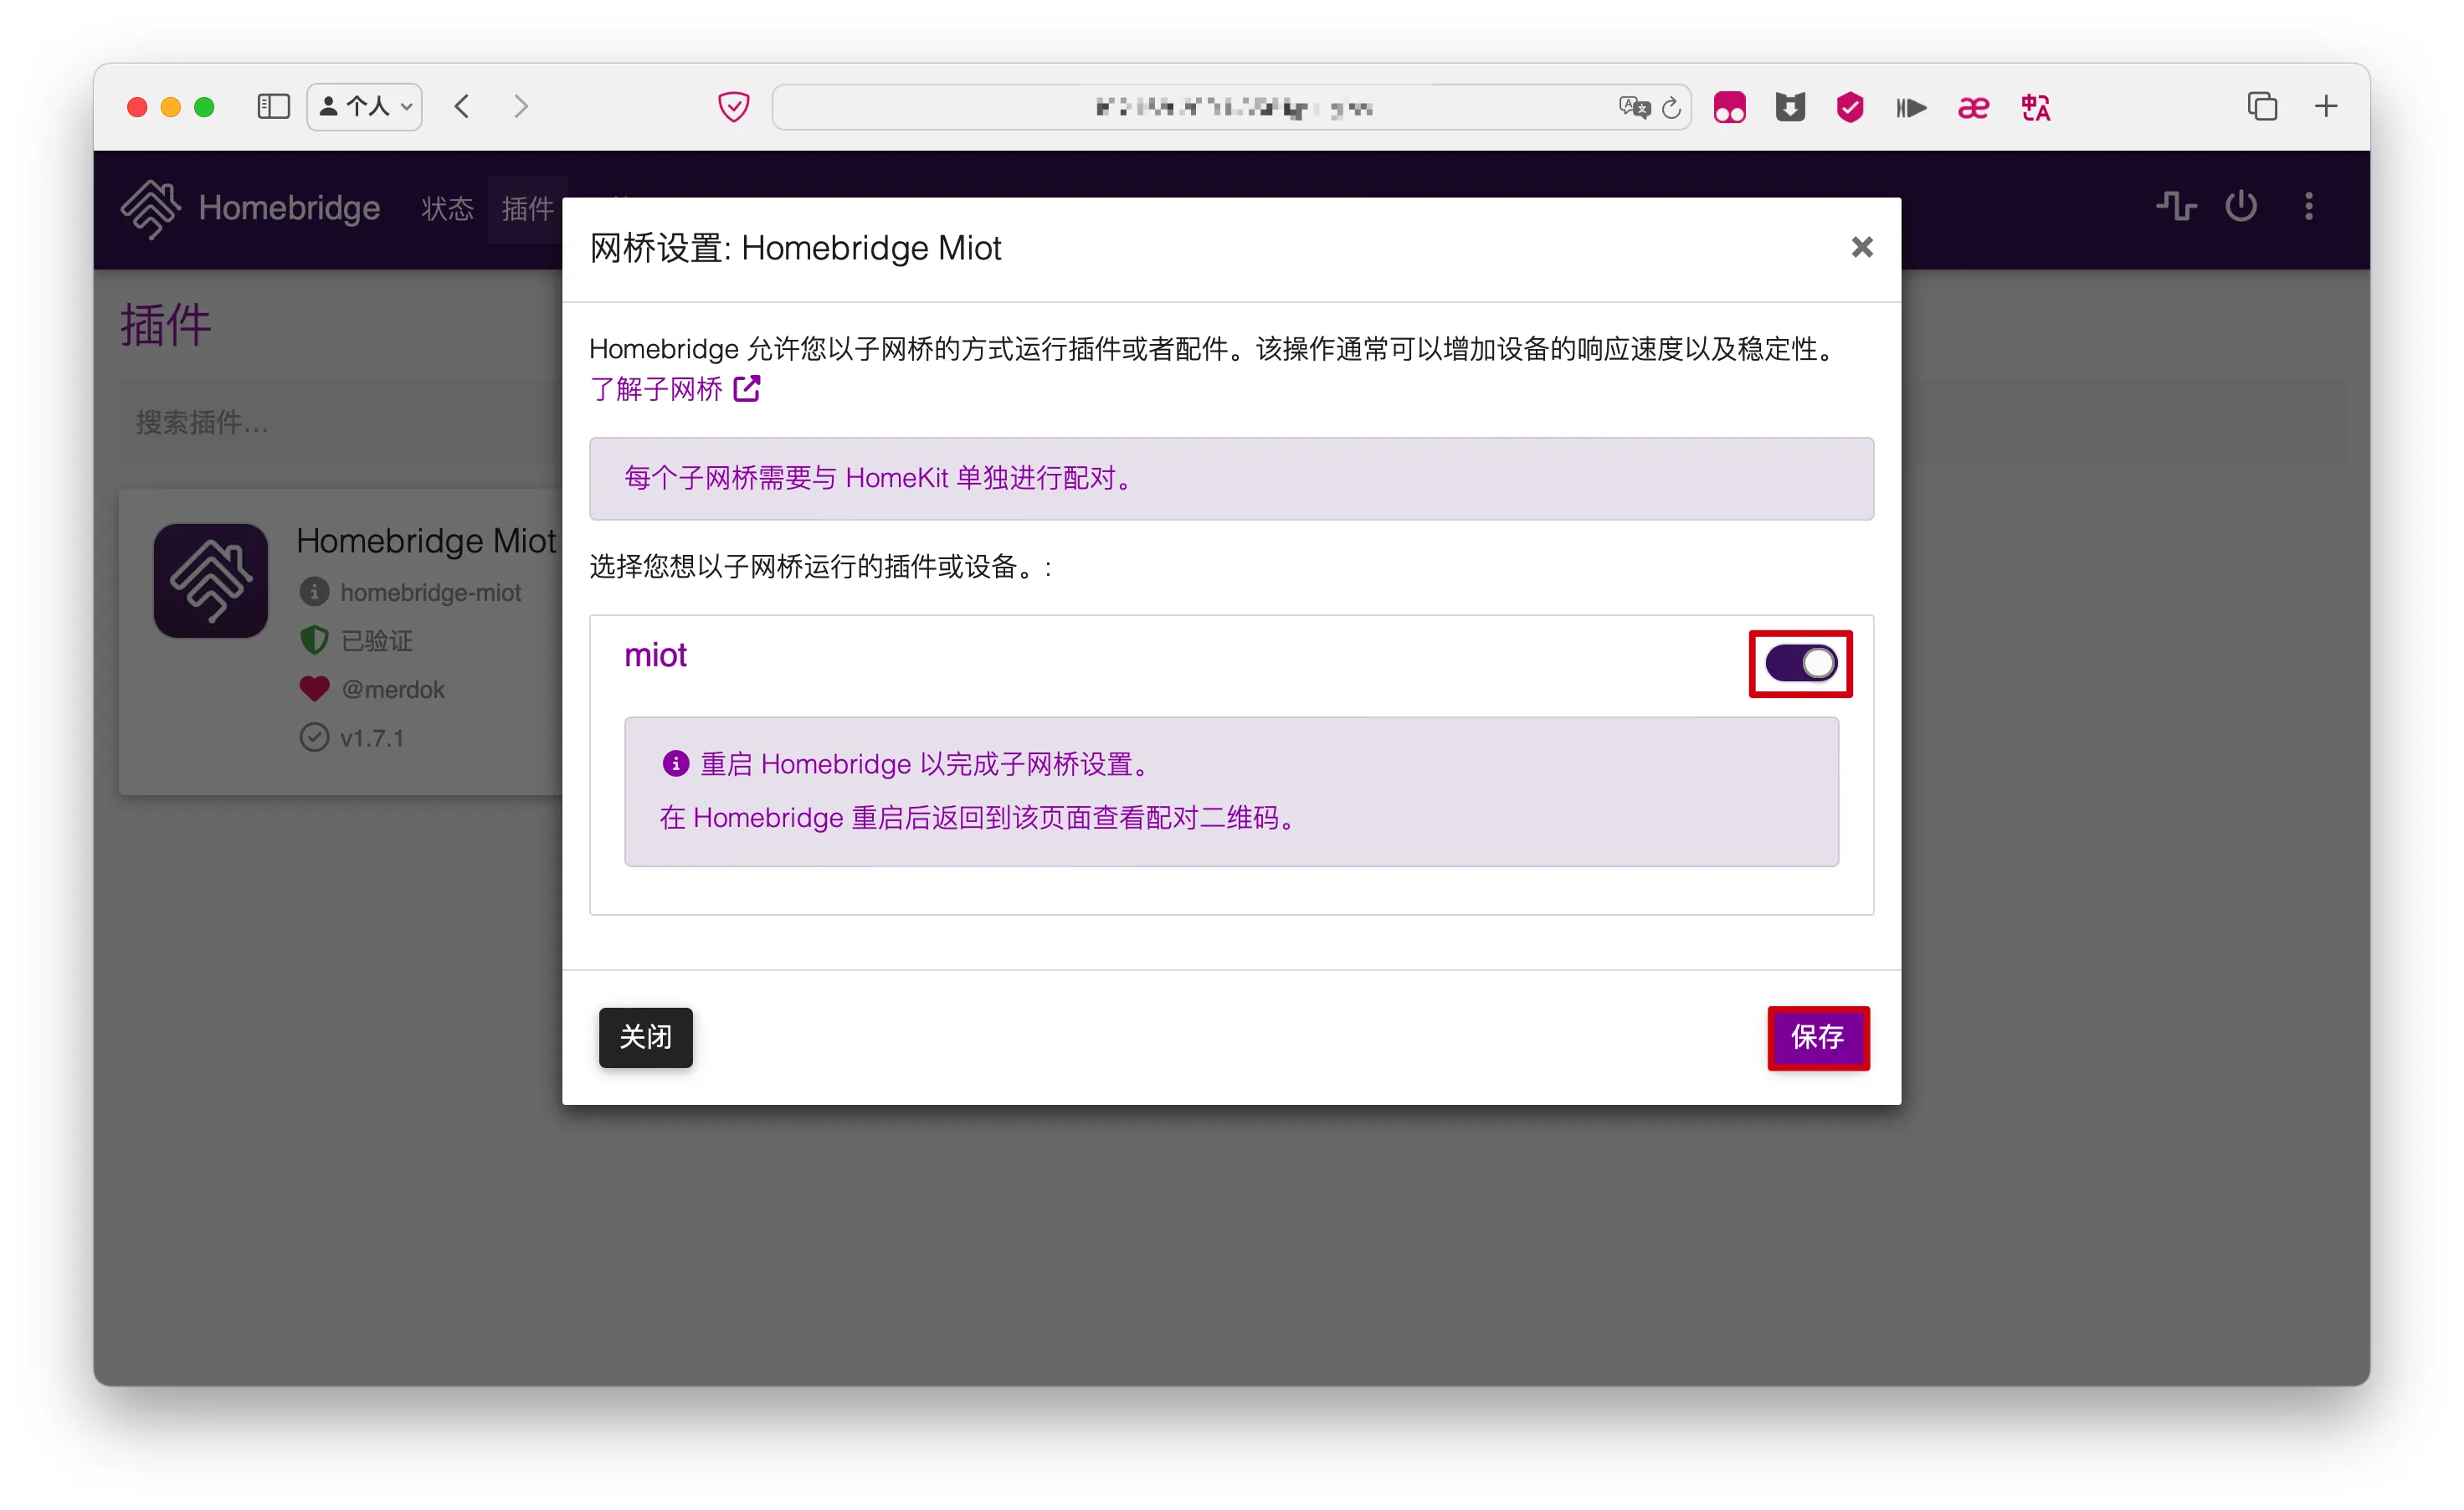 个人
Homebridge 状态 插件
网桥设置: Homebridge Miot
插件
Homebridge 允许您以子网桥的方式运行插件或者配件。该操作通常可以增加设备的响应速度以及稳定性。
了解子网桥
搜索插件...
每个子网桥需要与 HomeKit 单独进行配对。
Homebridge Miot
homebridge-miot
已验证
@merdok
v1.7.1
选择您想以子网桥运行的插件或设备。:
miot
重启 Homebridge 以完成子网桥设置。
在 Homebridge 重启后返回到该页面查看配对二维码。
关闭
保存